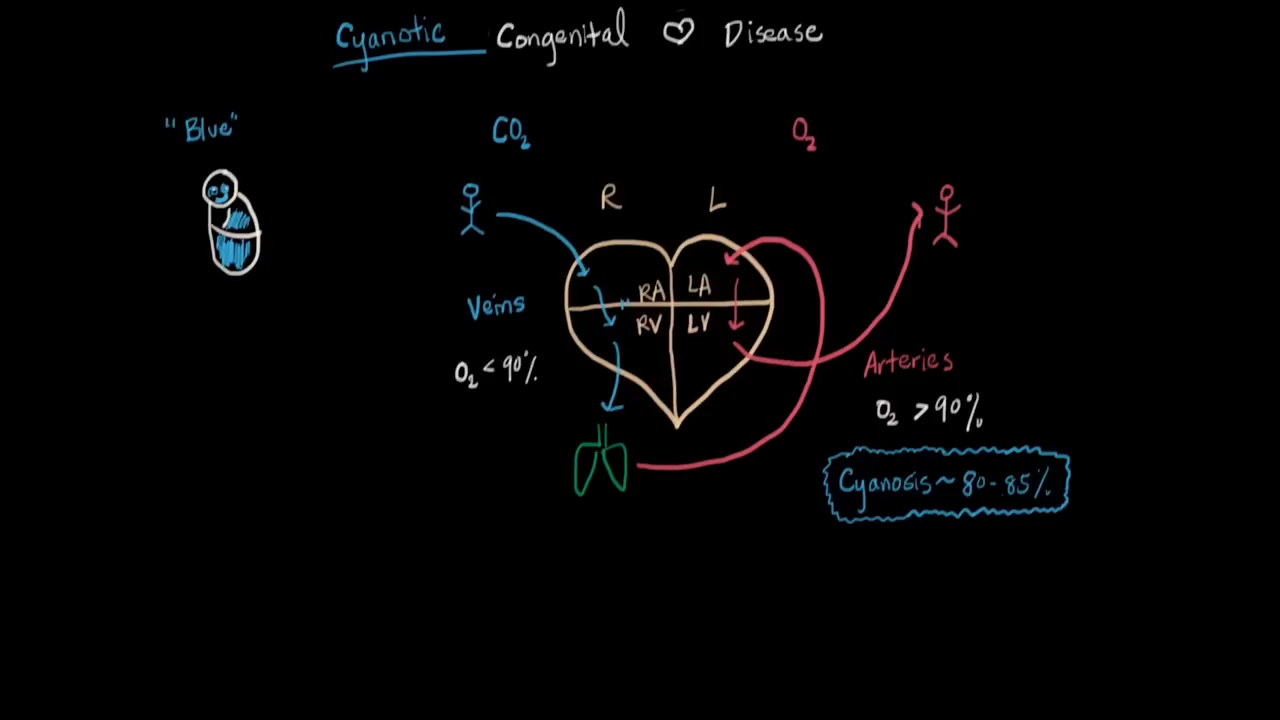 Cyanotic Congenital ♡ Disease
"Blue"
CO₂
O₂
R
L
RA
LA
RV
LV
Veins
O₂ < 90%
Arteries
O₂ > 90%
Cyanosis ~ 80-85%